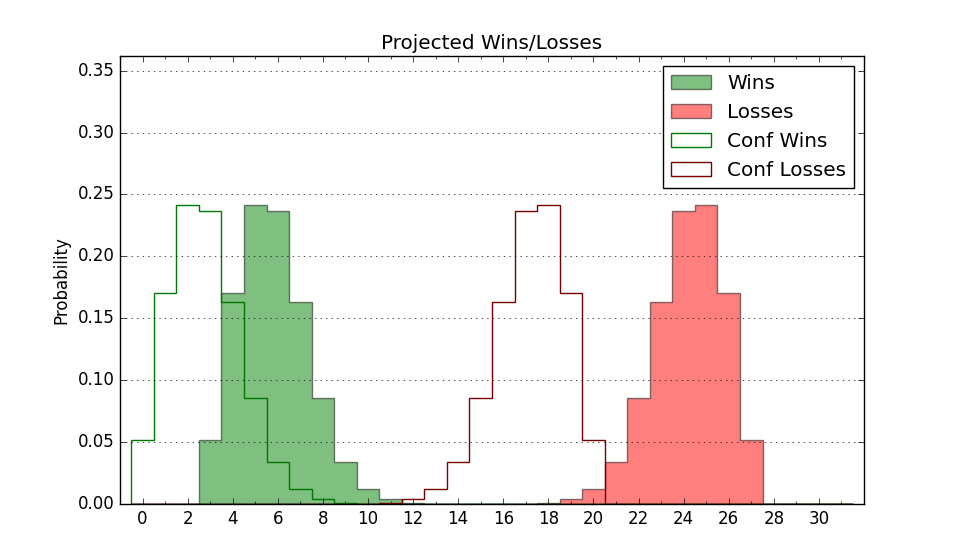 Projected Wins/Losses
0.35
0.30
0.25
0.20
0.15
0.10
0.05
0.00
Probability
Wins
Losses
Conf Wins
Conf Losses
0 2 4 6 8 10 12 14 16 18 20 22 24 26 28 30